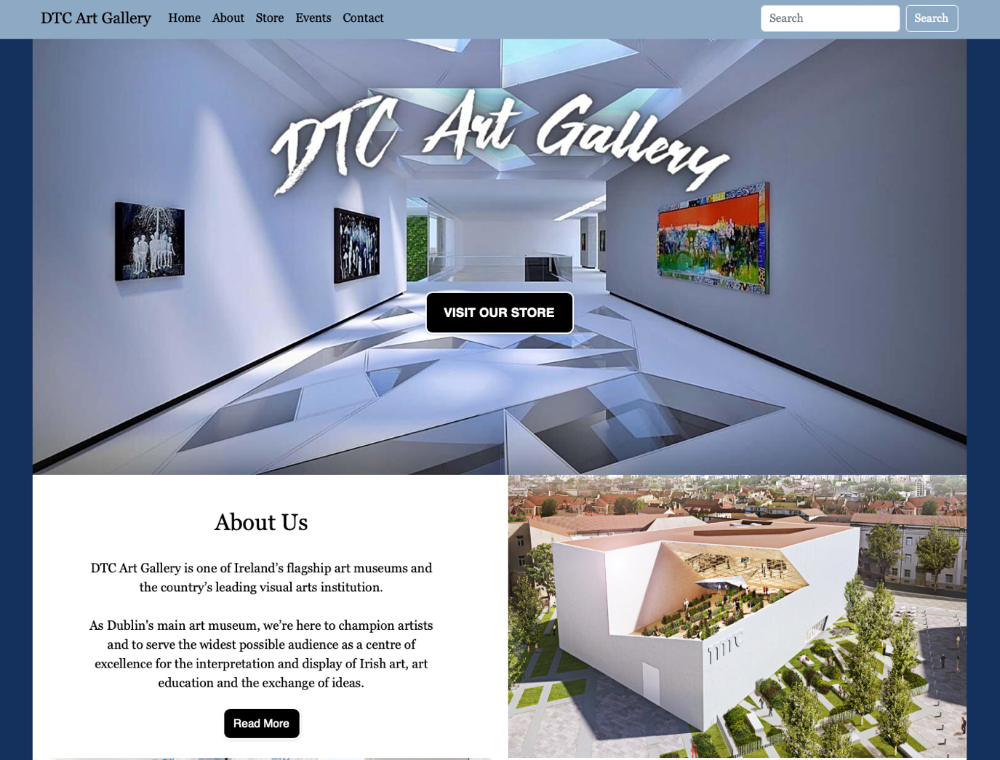 DTC Art Gallery Home About Store Events Contact Search Search
DTC Art Gallery
VISIT OUR STORE
About Us
DTC Art Gallery is one of Ireland’s flagship art museums and
the country’s leading visual arts institution.
As Dublin's main art museum, we’re here to champion artists
and to serve the widest possible audience as a centre of
excellence for the interpretation and display of Irish art, art
education and the exchange of ideas.
Read More